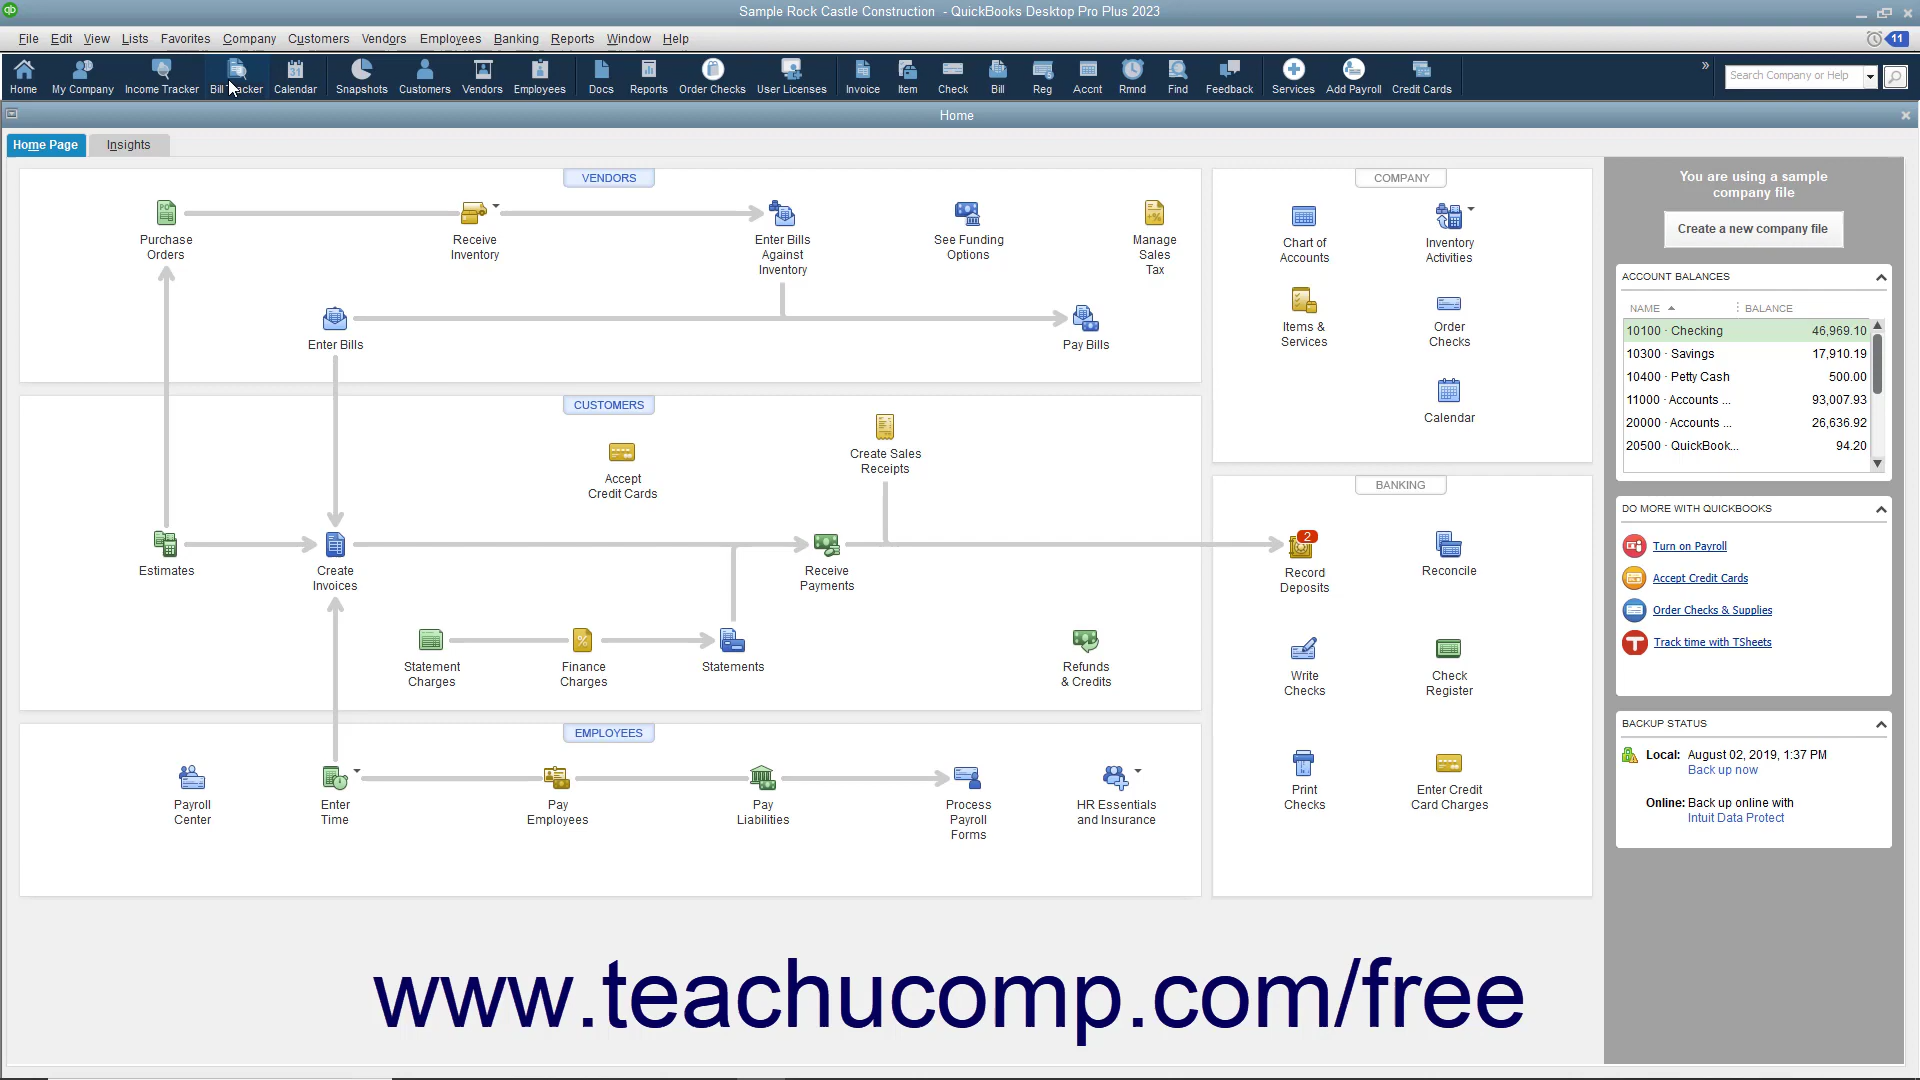 Sample Rock Castle Construction - QuickBooks Desktop Pro Plus 2023
File Edit View Lists Favorites Company Customers Vendors Employees Banking Reports Window Help
11
Home My Company Income Tracker Bill Tracker Calendar Snapshots Customers Vendors Employees Docs Reports Order Checks User Licenses Invoice Item Check Bill Reg Accnt Rmnd Find Feedback Services Add Payroll Credit Cards
Search Company or Help
Home
Home Page Insights
VENDORS
Purchase
Orders
Receive
Inventory
Enter Bills
Against
Inventory
See Funding
Options
Manage
Sales
Tax
Enter Bills
Pay Bills
CUSTOMERS
Accept
Credit Cards
Create Sales
Receipts
Estimates
Create
Invoices
Receive
Payments
Statement
Charges
Finance
Charges
Statements
Refunds
& Credits
EMPLOYEES
Payroll
Center
Enter
Time
Pay
Employees
Pay
Liabilities
Process
Payroll
Forms
HR Essentials
and Insurance
COMPANY
Chart of
Accounts
Inventory
Activities
Items &
Services
Order
Checks
Calendar
BANKING
2
Record
Deposits
Reconcile
Write
Checks
Check
Register
Print
Checks
Enter Credit
Card Charges
You are using a sample
company file
Create a new company file
ACCOUNT BALANCES
NAME BALANCE
10100 · Checking 46,969.10
10300 · Savings 17,910.19
10400 · Petty Cash 500.00
11000 · Accounts ... 93,007.93
20000 · Accounts ... 26,636.92
20500 · QuickBook... 94.20
DO MORE WITH QUICKBOOKS
Turn on Payroll
Accept Credit Cards
Order Checks & Supplies
Track time with TSheets
BACKUP STATUS
Local: August 02, 2019, 1:37 PM
Back up now
Online: Back up online with
Intuit Data Protect
www.teachucomp.com/free